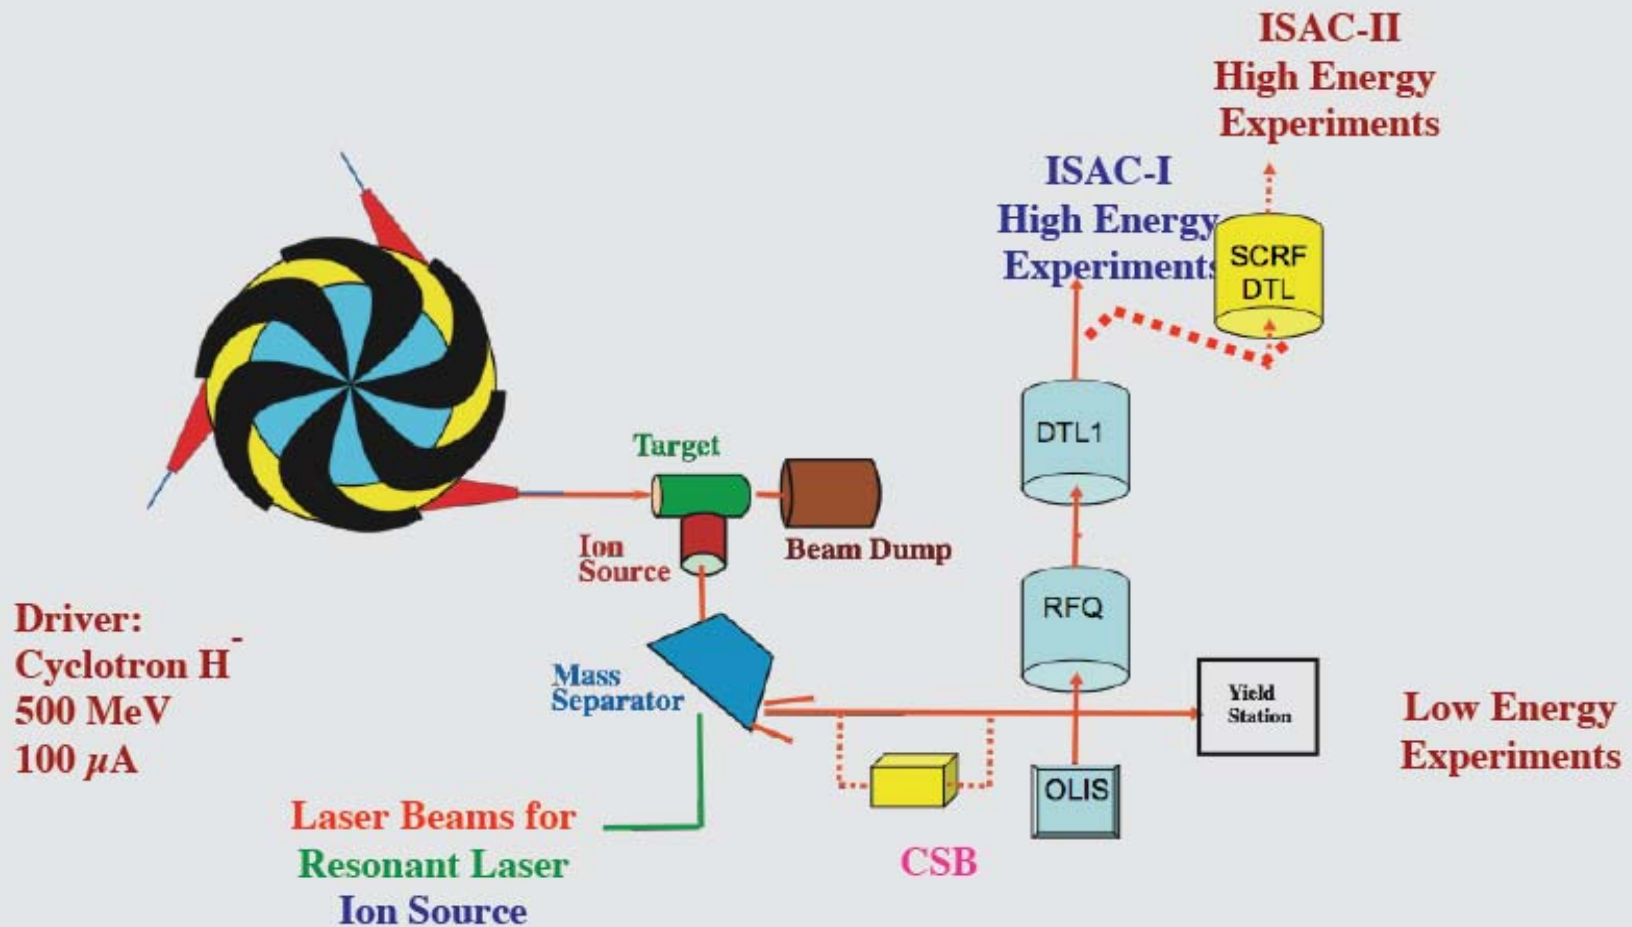 ISAC-II
High Energy
Experiments
ISAC-I
High Energy
Experiments
SCRF
DTL
DTL1
Target
Ion
Source
Beam Dump
RFQ
Driver:
Cyclotron H⁻
500 MeV
100 µA
Mass
Separator
Yield
Station
Low Energy
Experiments
OLIS
Laser Beams for
Resonant Laser
Ion Source
CSB